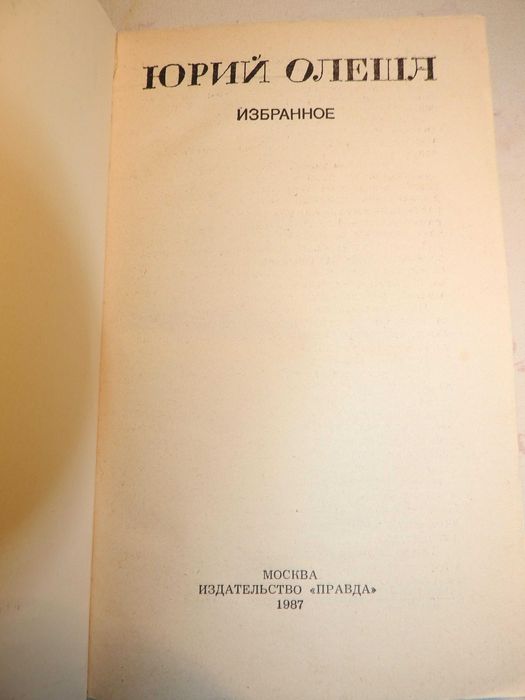 ЮРИЙ ОЛЕША
ИЗБРАННОЕ
МОСКВА
ИЗДАТЕЛЬСТВО «ПРАВДА»
1987